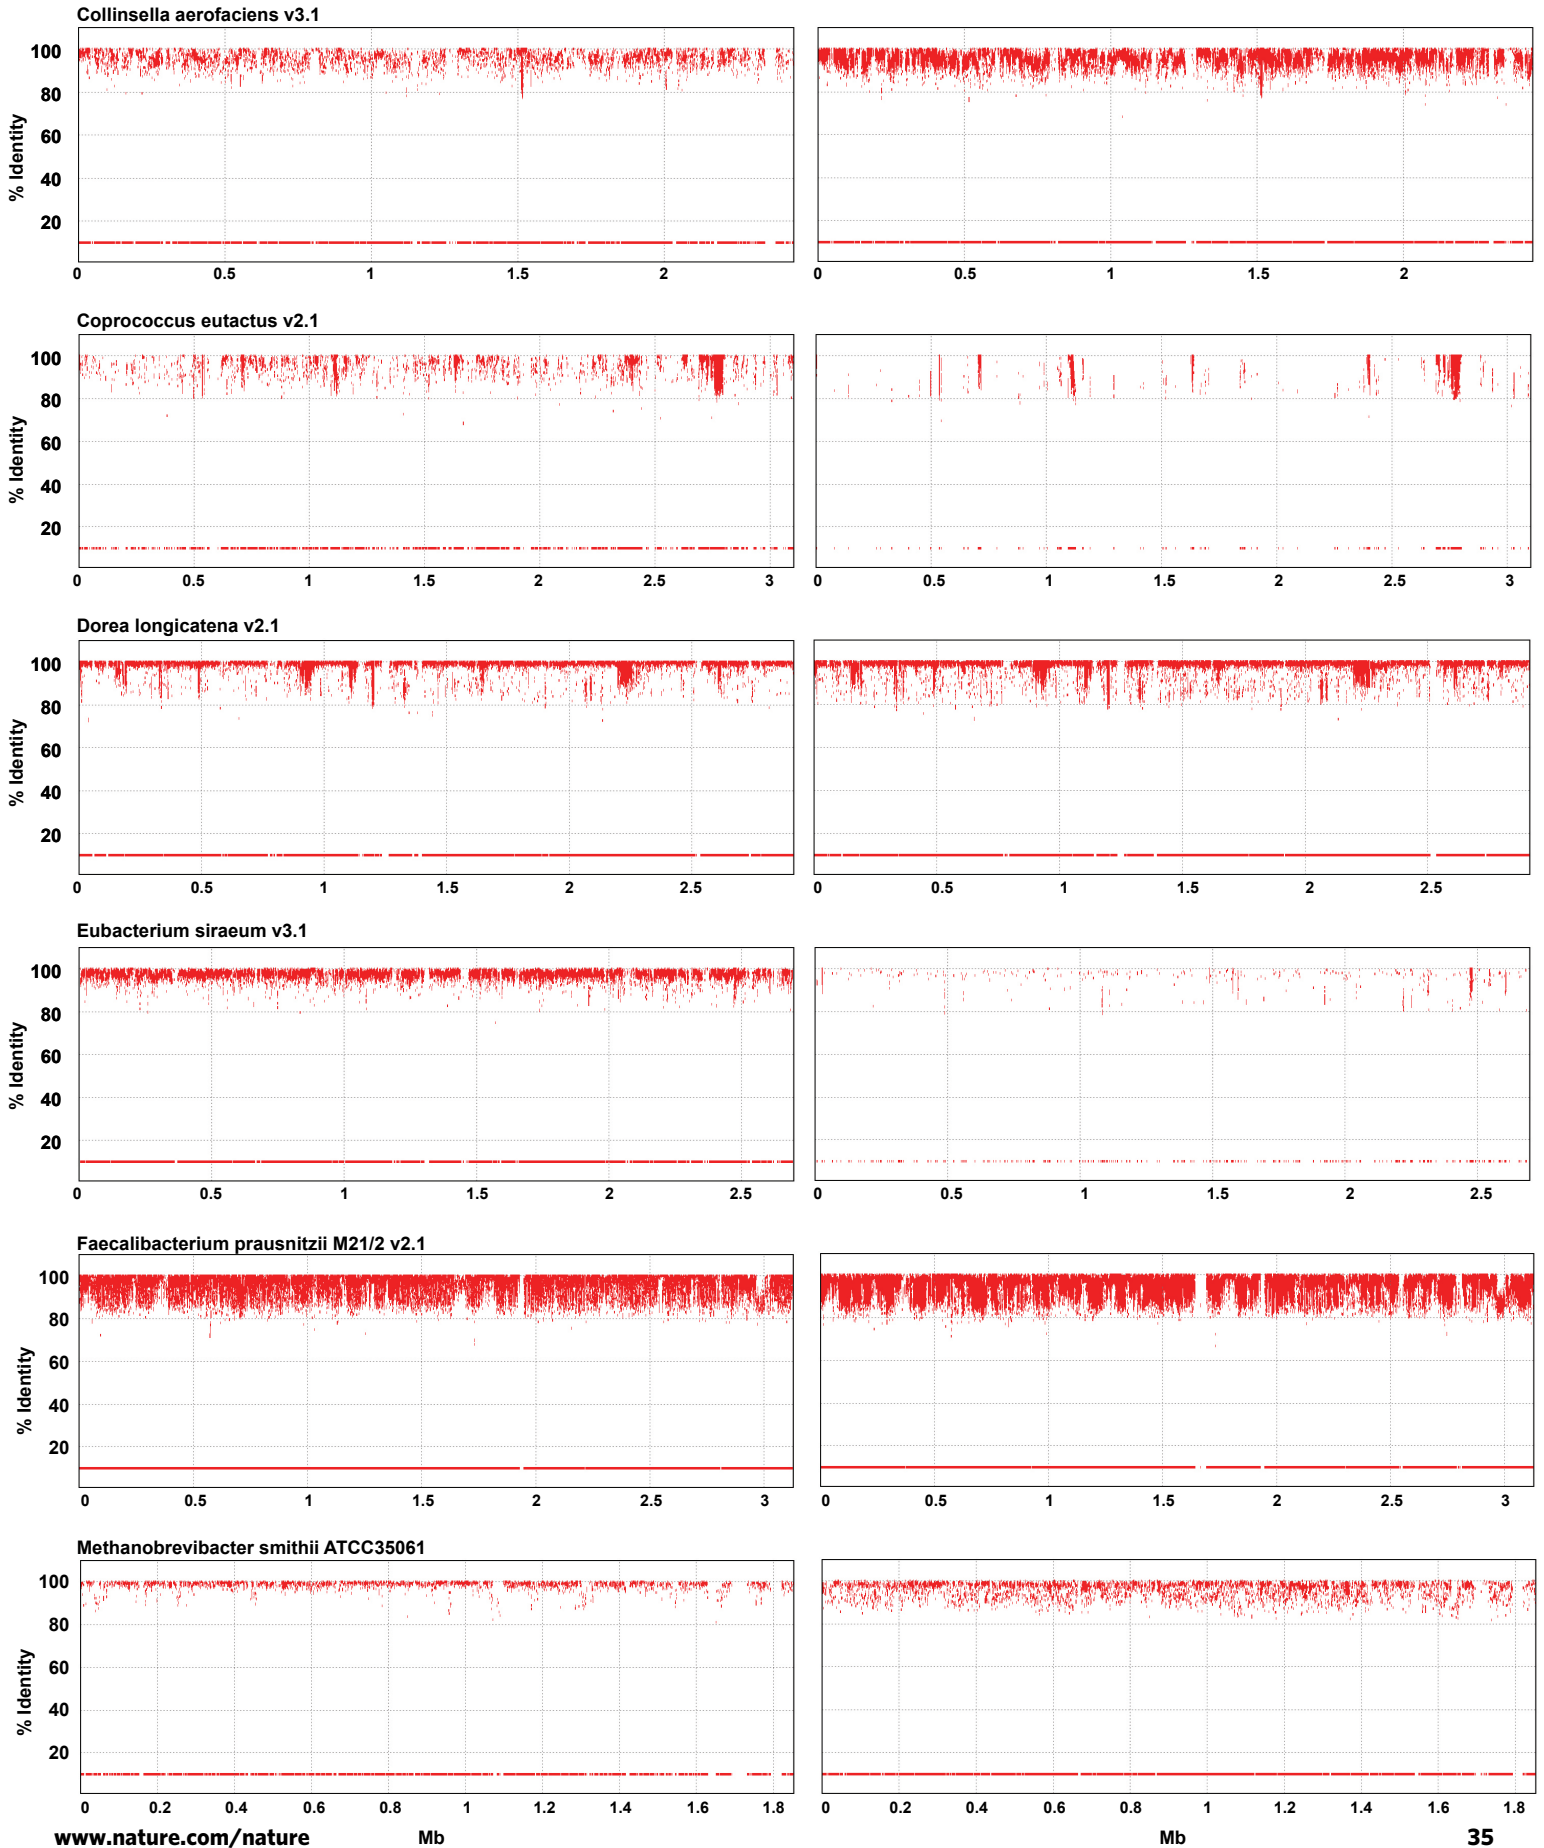 Collinsella aerofaciens v3.1
% Identity
100
80
60
40
20
0 0.5 1 1.5 2
0 0.5 1 1.5 2
Coprococcus eutactus v2.1
% Identity
100
80
60
40
20
0 0.5 1 1.5 2 2.5 3
0 0.5 1 1.5 2 2.5 3
Dorea longicatena v2.1
% Identity
100
80
60
40
20
0 0.5 1 1.5 2 2.5
0 0.5 1 1.5 2 2.5
Eubacterium siraeum v3.1
% Identity
100
80
60
40
20
0 0.5 1 1.5 2 2.5
0 0.5 1 1.5 2 2.5
Faecalibacterium prausnitzii M21/2 v2.1
% Identity
100
80
60
40
20
0 0.5 1 1.5 2 2.5 3
0 0.5 1 1.5 2 2.5 3
Methanobrevibacter smithii ATCC35061
% Identity
100
80
60
40
20
0 0.2 0.4 0.6 0.8 1 1.2 1.4 1.6 1.8
0 0.2 0.4 0.6 0.8 1 1.2 1.4 1.6 1.8
www.nature.com/nature Mb Mb 35